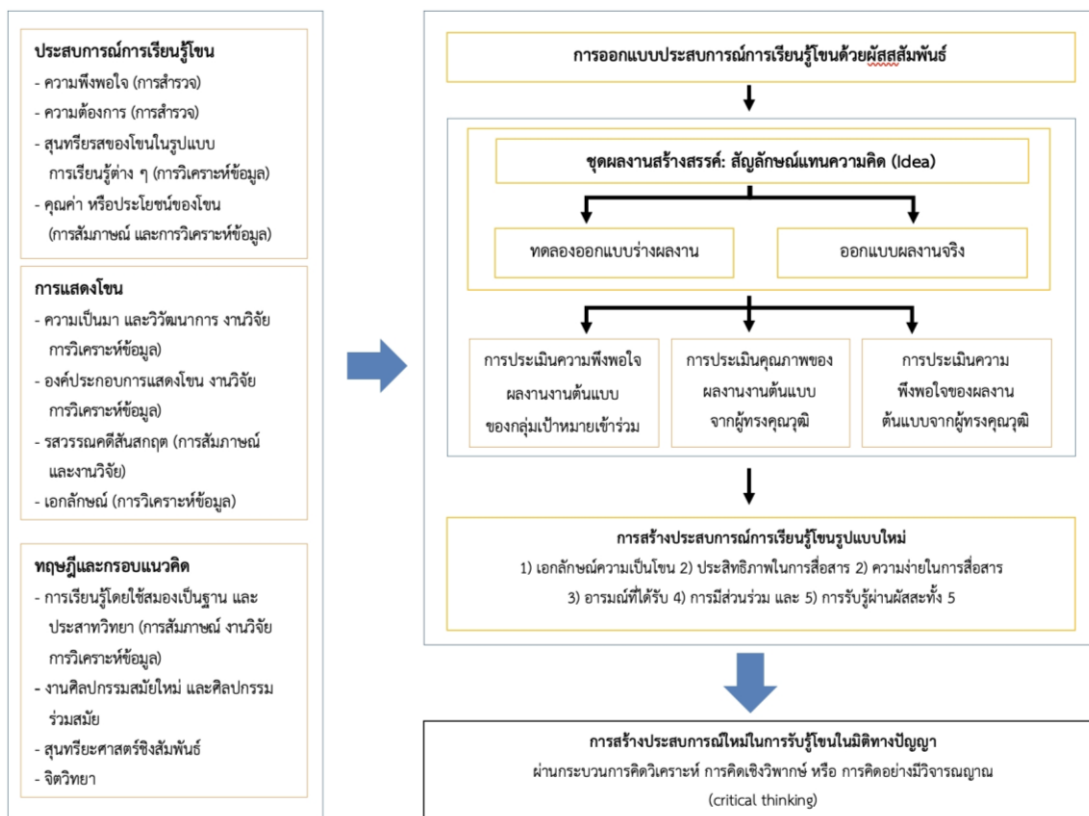 ประสบการณ์การเรียนรู้โขน
- ความพึงพอใจ (การสำรวจ)
- ความต้องการ (การสำรวจ)
- สุนทรียรสของโขนในรูปแบบ
การเรียนรู้ต่าง ๆ (การวิเคราะห์ข้อมูล)
- คุณค่า หรือประโยชน์ของโขน
(การสัมภาษณ์ และการวิเคราะห์ข้อมูล)
การแสดงโขน
- ความเป็นมา และวิวัฒนาการ งานวิจัย
การวิเคราะห์ข้อมูล)
- องค์ประกอบการแสดงโขน งานวิจัย
การวิเคราะห์ข้อมูล)
- รสวรรณคดีสันสกฤต (การสัมภาษณ์
และงานวิจัย)
- เอกลักษณ์ (การวิเคราะห์ข้อมูล)
ทฤษฎีและกรอบแนวคิด
- การเรียนรู้โดยใช้สมองเป็นฐาน และ
ประสาทวิทยา (การสัมภาษณ์ งานวิจัย
การวิเคราะห์ข้อมูล)
- งานศิลปกรรมสมัยใหม่ และศิลปกรรม
ร่วมสมัย
- สุนทรียะศาสตร์ชิงสัมพันธ์
- จิตวิทยา
การออกแบบประสบการณ์การเรียนรู้โขนด้วยผัสสสัมพันธ์
ชุดผลงานสร้างสรรค์: สัญลักษณ์แทนความคิด (Idea)
ทดลองออกแบบร่างผลงาน
ออกแบบผลงานจริง
การประเมินความพึงพอใจ
ผลงานงานต้นแบบ
ของกลุ่มเป้าหมายเข้าร่วม
การประเมินคุณภาพของ
ผลงานงานต้นแบบ
จากผู้ทรงคุณวุฒิ
การประเมินความ
พึงพอใจของผลงาน
ต้นแบบจากผู้ทรงคุณวุฒิ
การสร้างประสบการณ์การเรียนรู้โขนรูปแบบใหม่
1) เอกลักษณ์ความเป็นโขน 2) ประสิทธิภาพในการสื่อสาร 2) ความง่ายในการสื่อสาร
3) อารมณ์ที่ได้รับ 4) การมีส่วนร่วม และ 5) การรับรู้ผ่านผัสสะทั้ง 5
การสร้างประสบการณ์ใหม่ในการรับรู้โขนในมิติทางปัญญา
ผ่านกระบวนการคิดวิเคราะห์ การคิดเชิงวิพากษ์ หรือ การคิดอย่างมีวิจารณญาณ
(critical thinking)